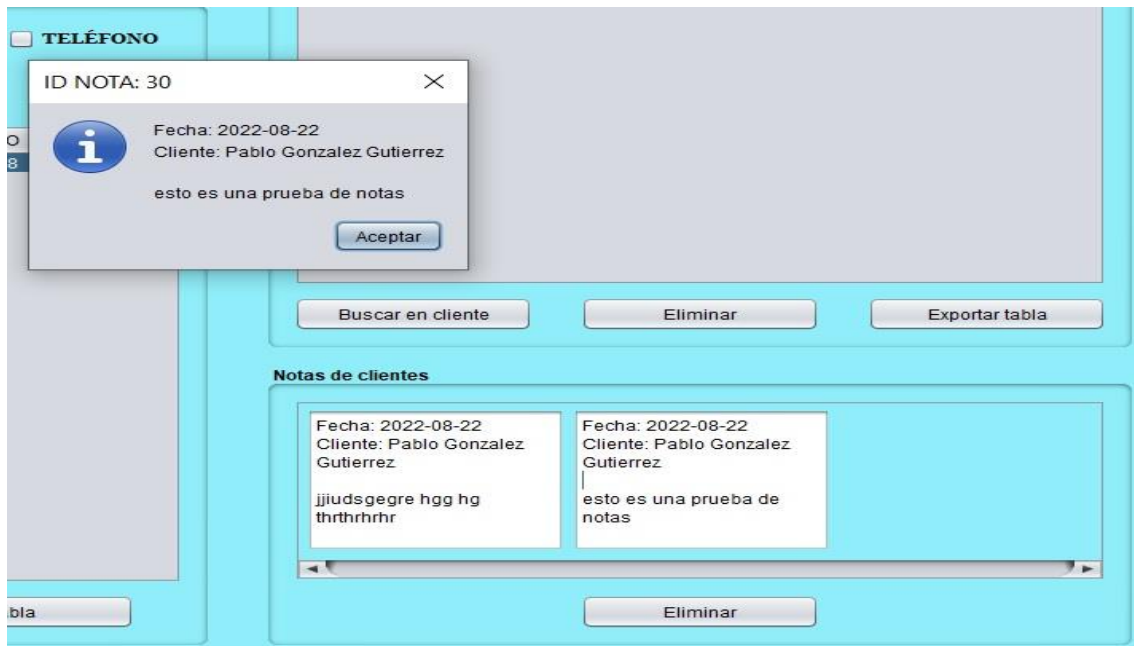 TELÉFONO
ID NOTA: 30
Fecha: 2022-08-22
Cliente: Pablo Gonzalez Gutierrez
esto es una prueba de notas
Aceptar
O
8
Buscar en cliente
Eliminar
Exportar tabla
Notas de clientes
Fecha: 2022-08-22
Cliente: Pablo Gonzalez
Gutierrez
jjiudsgegre hgg hg
thrthrhrhr
Fecha: 2022-08-22
Cliente: Pablo Gonzalez
Gutierrez
esto es una prueba de
notas
bla
Eliminar